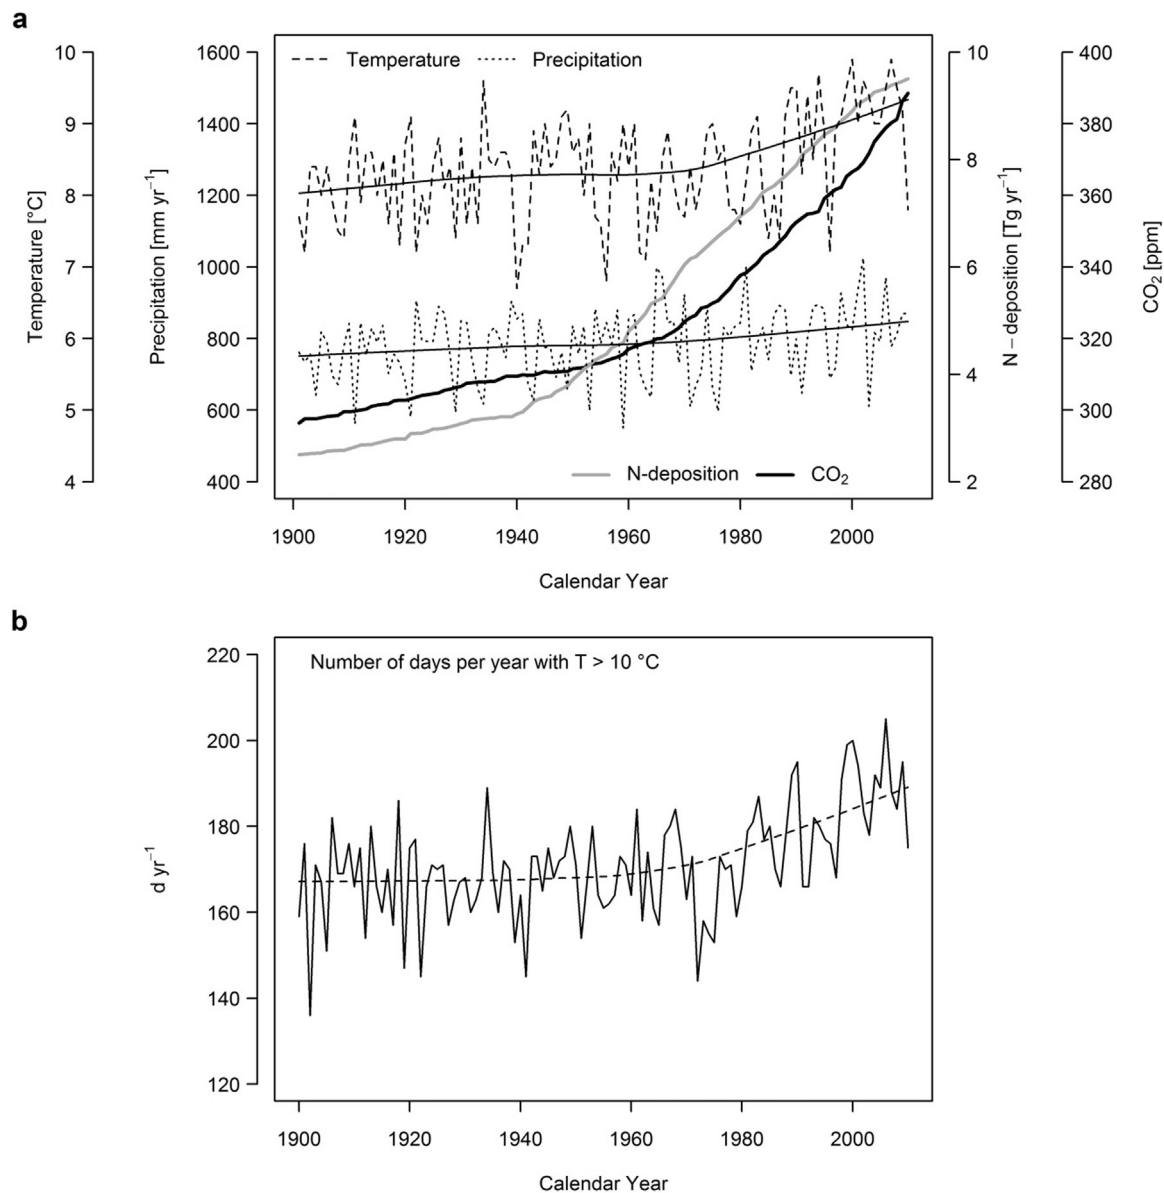 a
Temperature Precipitation
10 9 8 7 6 5 4
Temperature [°C]
1600 1400 1200 1000 800 600 400
Precipitation [mm yr⁻¹]
10 8 6 4 2
N – deposition [Tg yr⁻¹]
400 380 360 340 320 300 280
CO₂ [ppm]
N-deposition CO₂
1900 1920 1940 1960 1980 2000
Calendar Year
b
Number of days per year with T > 10 °C
220 200 180 160 140 120
d yr⁻¹
1900 1920 1940 1960 1980 2000
Calendar Year